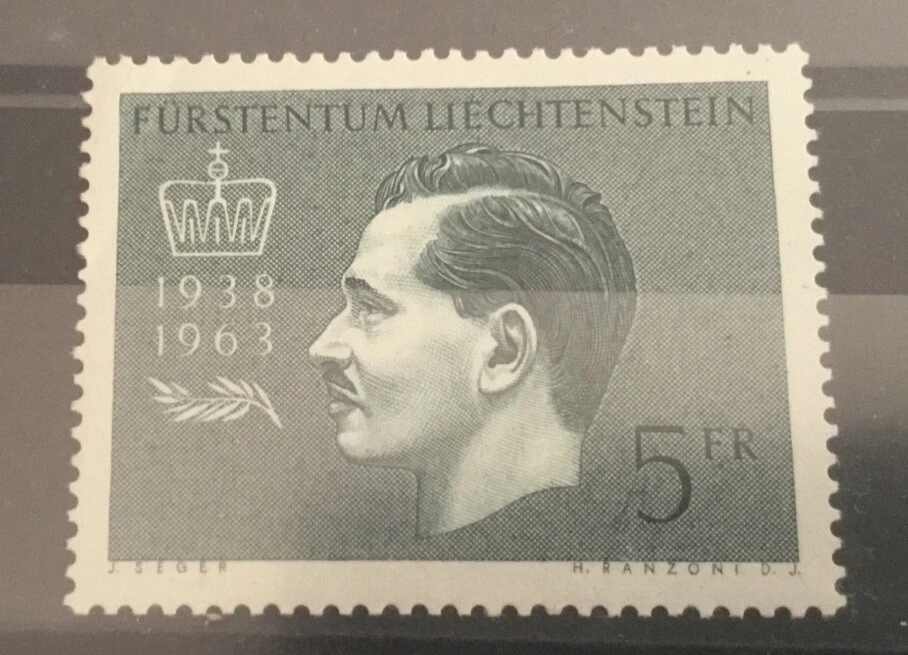 FÜRSTENTUM LIECHTENSTEIN
1938
1963
5 FR
J. SEGER
H. RANZONI. D. J.